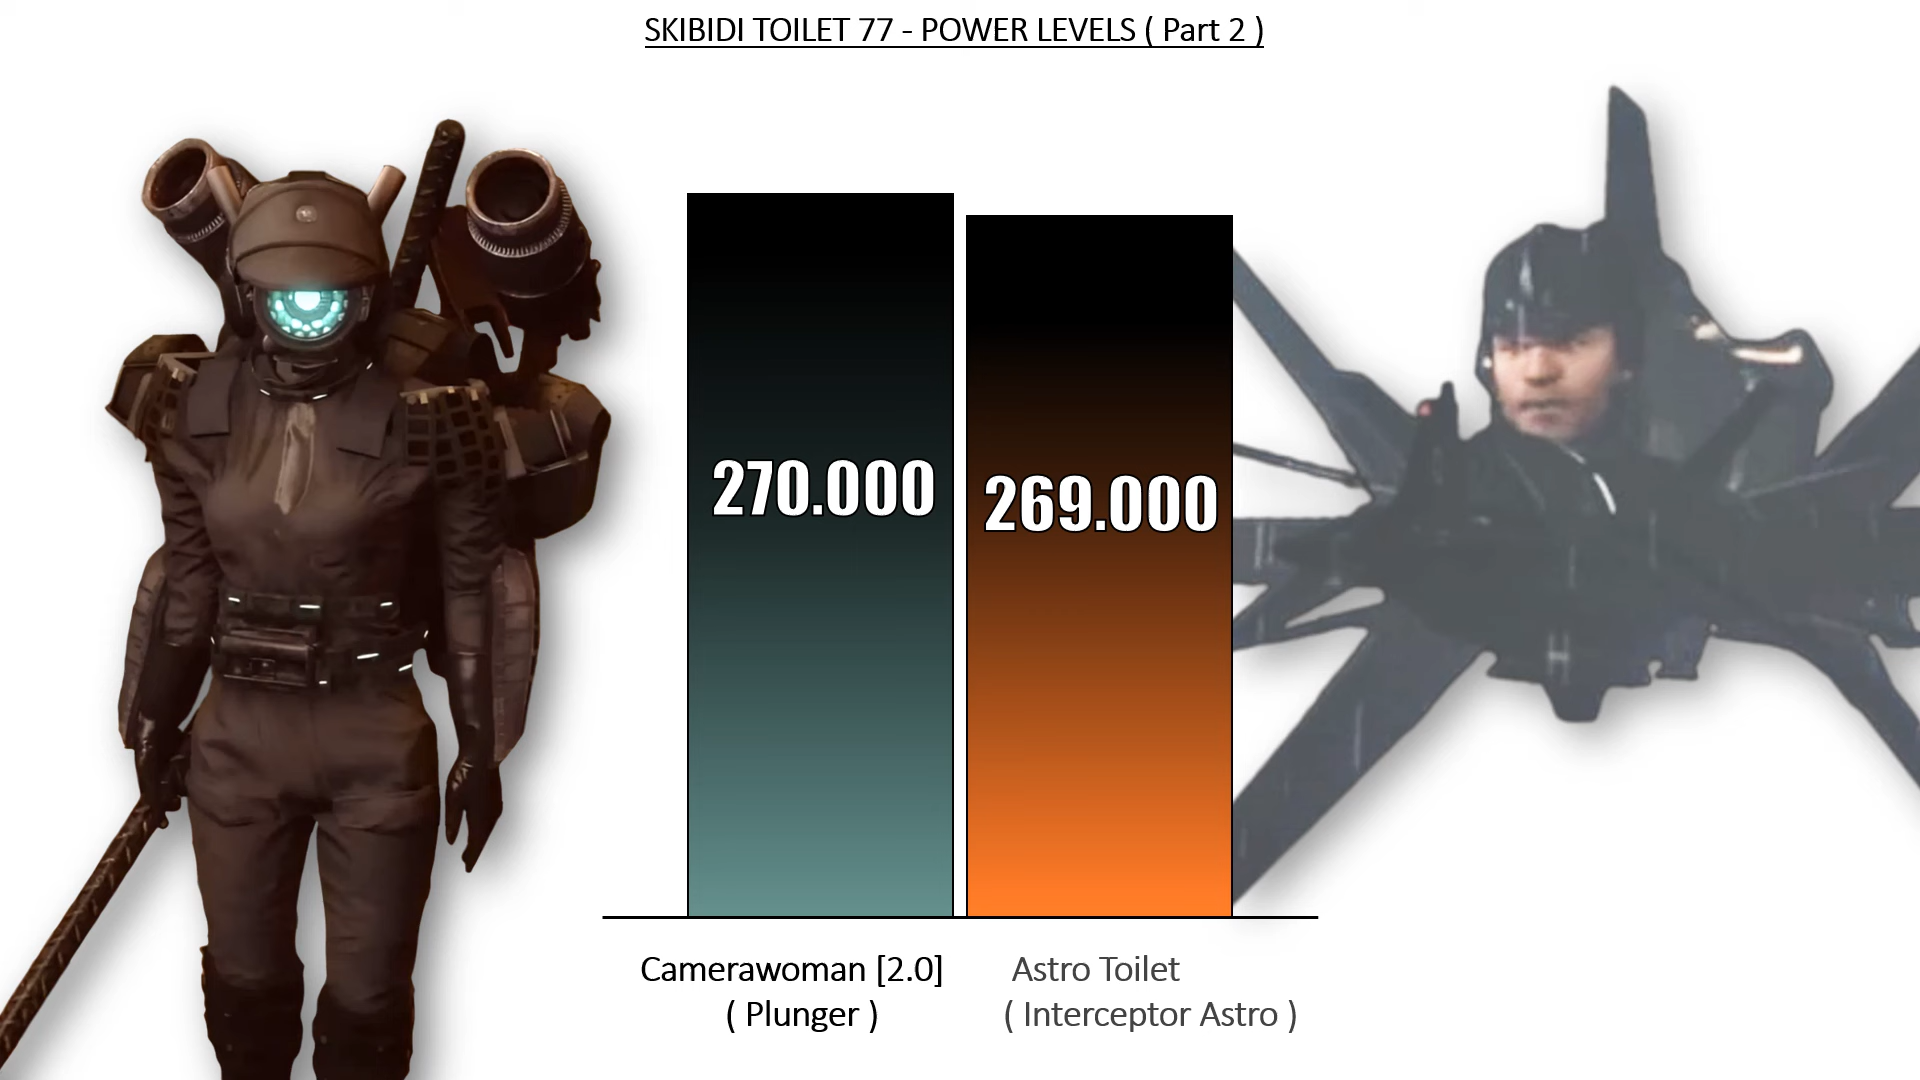 SKIBIDI TOILET 77 - POWER LEVELS ( Part 2 )
270.000
269.000
Camerawoman [2.0]
( Plunger )
Astro Toilet
( Interceptor Astro )